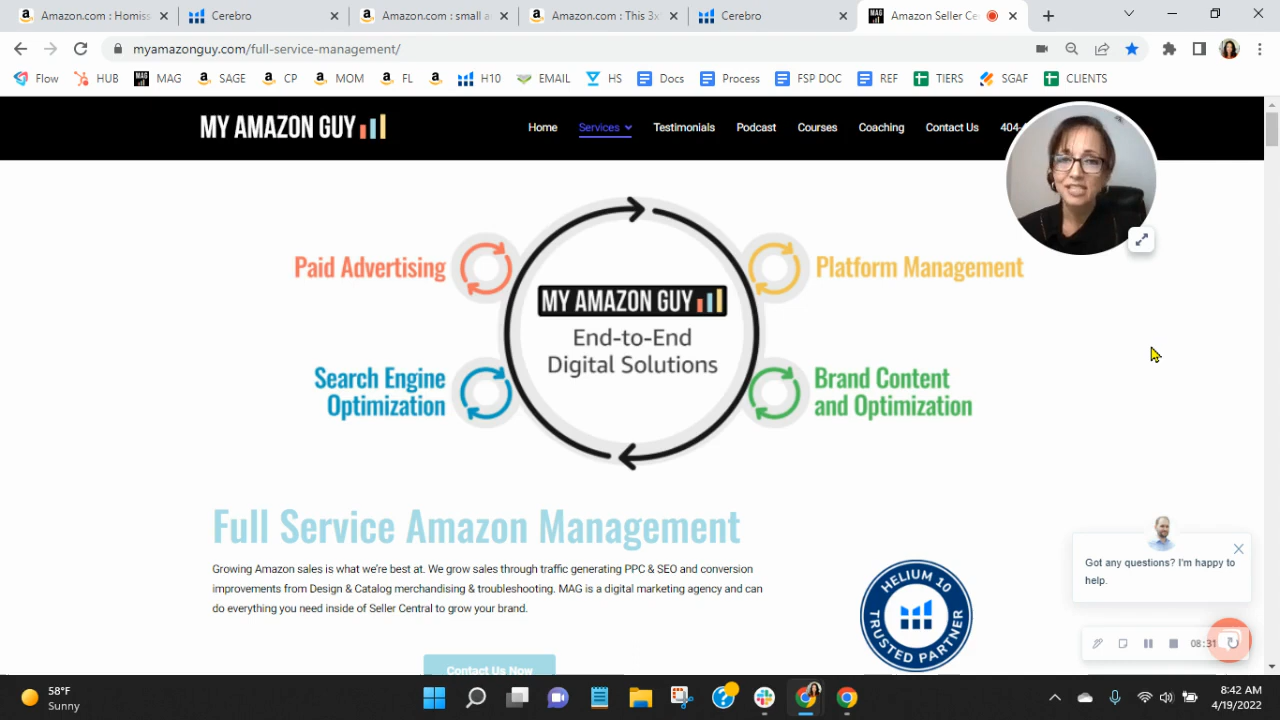 Amazon.com : Homiss
Cerebro
Amazon.com : small a
Amazon.com : This 3x
Cerebro
Amazon Seller Ce
myamazonguy.com/full-service-management/
Flow
HUB
MAG
SAGE
CP
MOM
FL
H10
EMAIL
HS
Docs
Process
FSP DOC
REF
TIERS
SGAF
CLIENTS
MY AMAZON GUY
Home
Services
Testimonials
Podcast
Courses
Coaching
Contact Us
404-
Paid Advertising
Platform Management
MY AMAZON GUY
End-to-End
Digital Solutions
Search Engine
Optimization
Brand Content
and Optimization
Full Service Amazon Management
Growing Amazon sales is what we're best at. We grow sales through traffic generating PPC & SEO and conversion
improvements from Design & Catalog merchandising & troubleshooting. MAG is a digital marketing agency and can
do everything you need inside of Seller Central to grow your brand.
Contact Us Now
HELIUM 10
TRUSTED PARTNER
Got any questions? I'm happy to
help.
08:31
58°F
Sunny
8:42 AM
4/19/2022